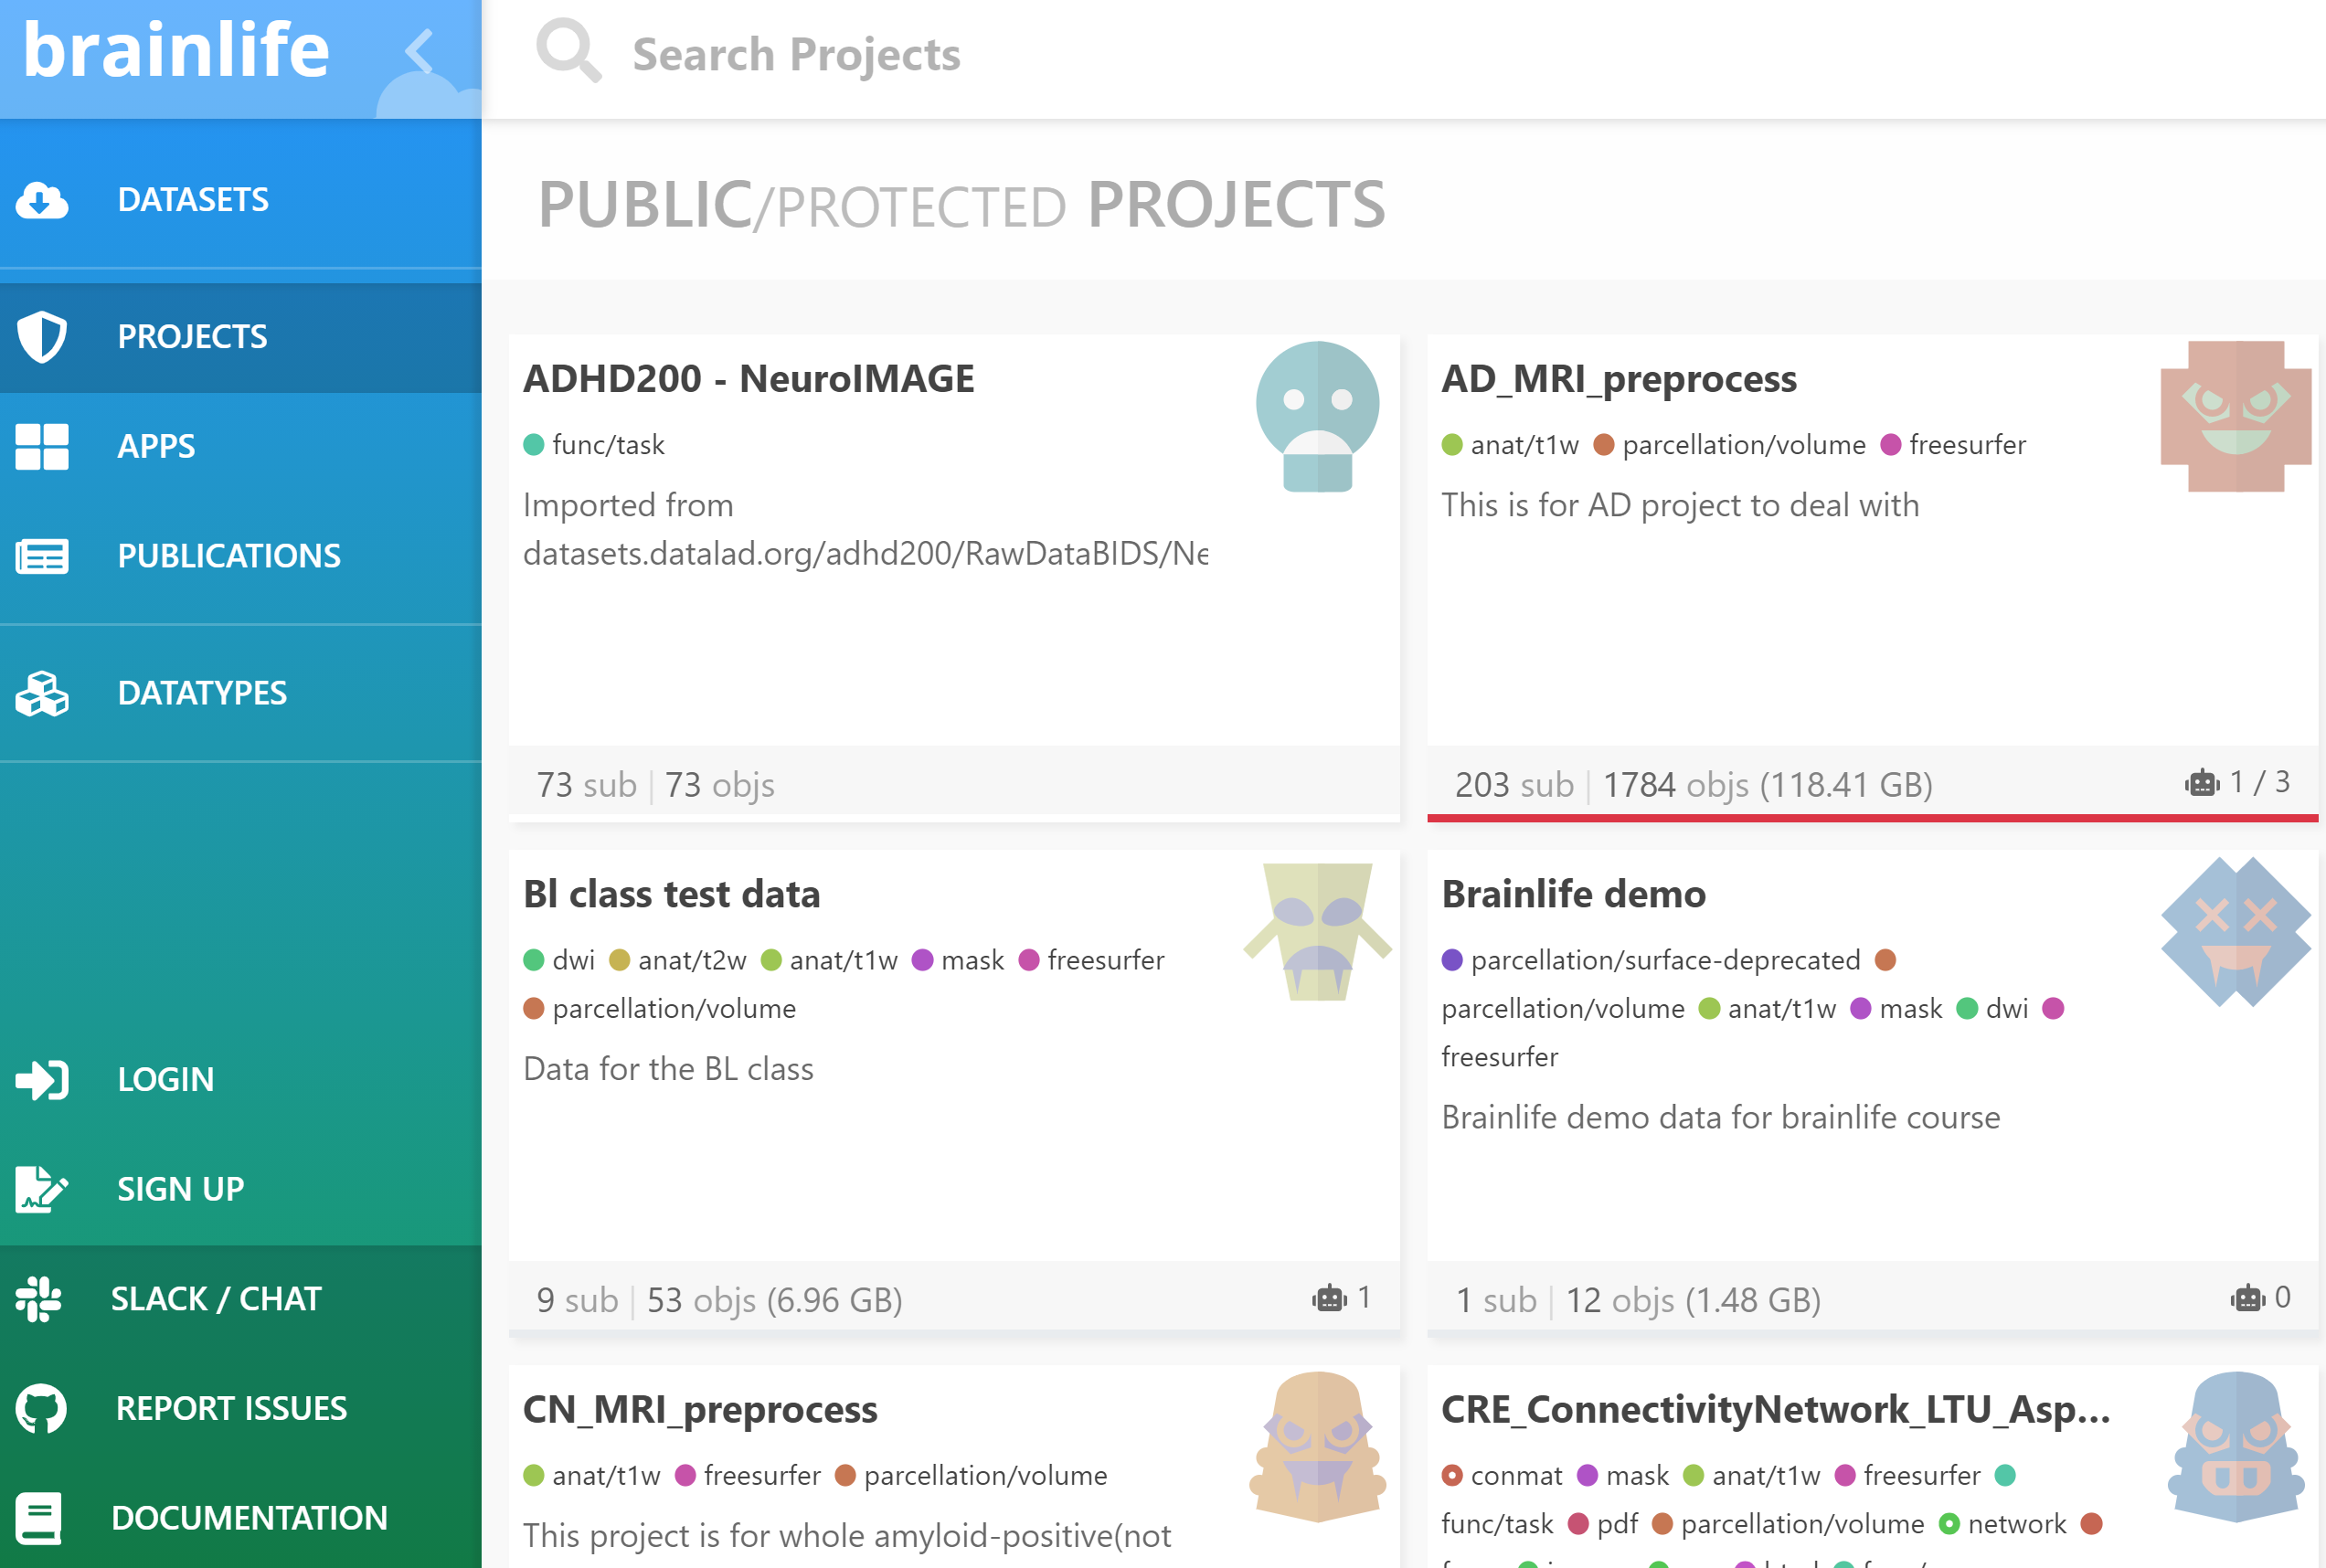 brainlife
Search Projects
DATASETS
PROJECTS
APPS
PUBLICATIONS
DATATYPES
LOGIN
SIGN UP
SLACK / CHAT
REPORT ISSUES
DOCUMENTATION
PUBLIC/PROTECTED PROJECTS
ADHD200 - NeuroIMAGE
func/task
Imported from
datasets.datalad.org/adhd200/RawDataBIDS/Ne
73 sub | 73 objs
AD_MRI_preprocess
anat/t1w parcellation/volume freesurfer
This is for AD project to deal with
203 sub | 1784 objs (118.41 GB) 1 / 3
Bl class test data
dwi anat/t2w anat/t1w mask freesurfer
parcellation/volume
Data for the BL class
9 sub | 53 objs (6.96 GB) 1
Brainlife demo
parcellation/surface-deprecated
parcellation/volume anat/t1w mask dwi
freesurfer
Brainlife demo data for brainlife course
1 sub | 12 objs (1.48 GB) 0
CN_MRI_preprocess
anat/t1w freesurfer parcellation/volume
This project is for whole amyloid-positive(not
CRE_ConnectivityNetwork_LTU_Asp...
conmat mask anat/t1w freesurfer
func/task pdf parcellation/volume network